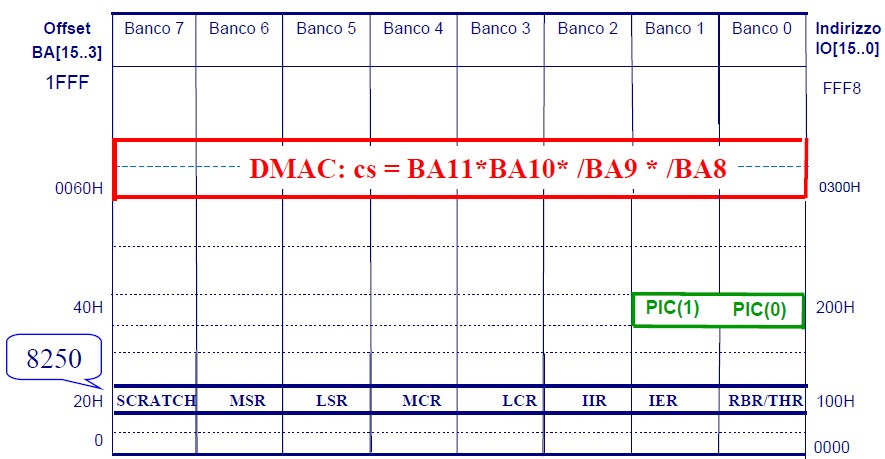 Offset Banco 7 Banco 6 Banco 5 Banco 4 Banco 3 Banco 2 Banco 1 Banco 0 Indirizzo
BA[15..3] IO[15..0]
1FFF FFF8
DMAC: cs = BA11*BA10* /BA9 * /BA8
0060H 0300H
40H PIC(1) PIC(0) 200H
8250
20H SCRATCH MSR LSR MCR LCR IIR IER RBR/THR 100H
0 0000